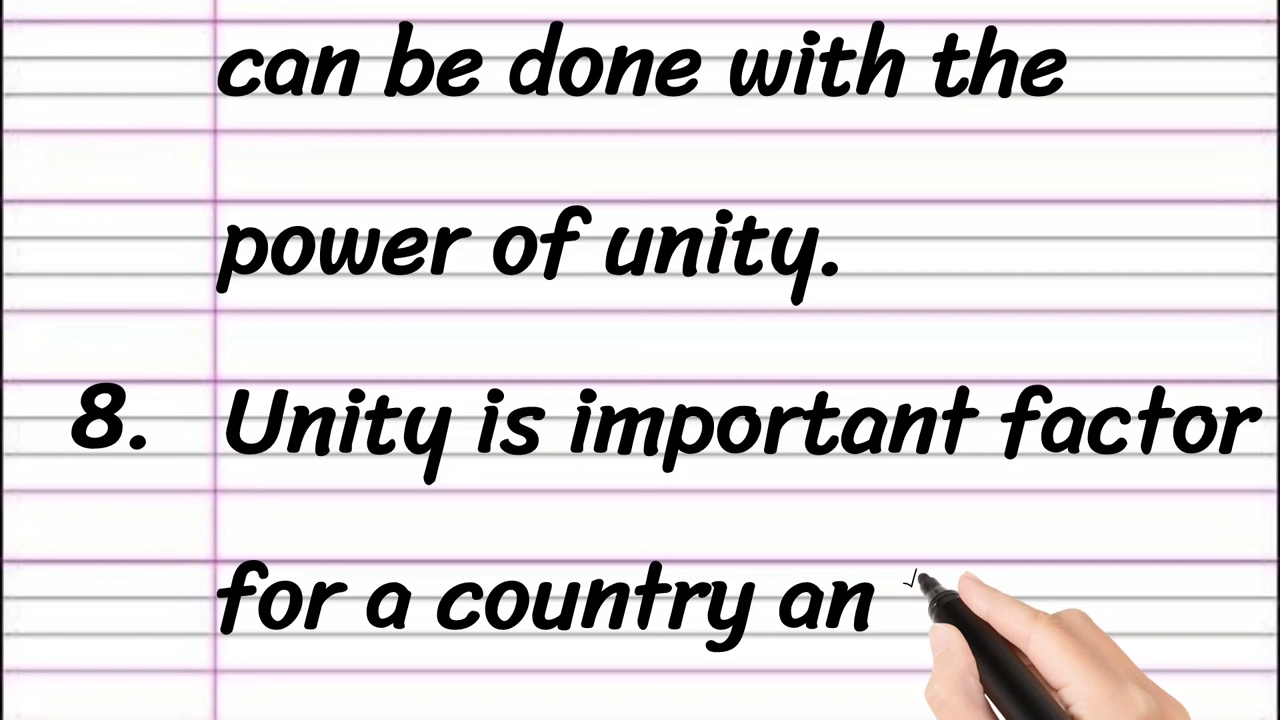 can be done with the
power of unity.
8. Unity is important factor
for a country an